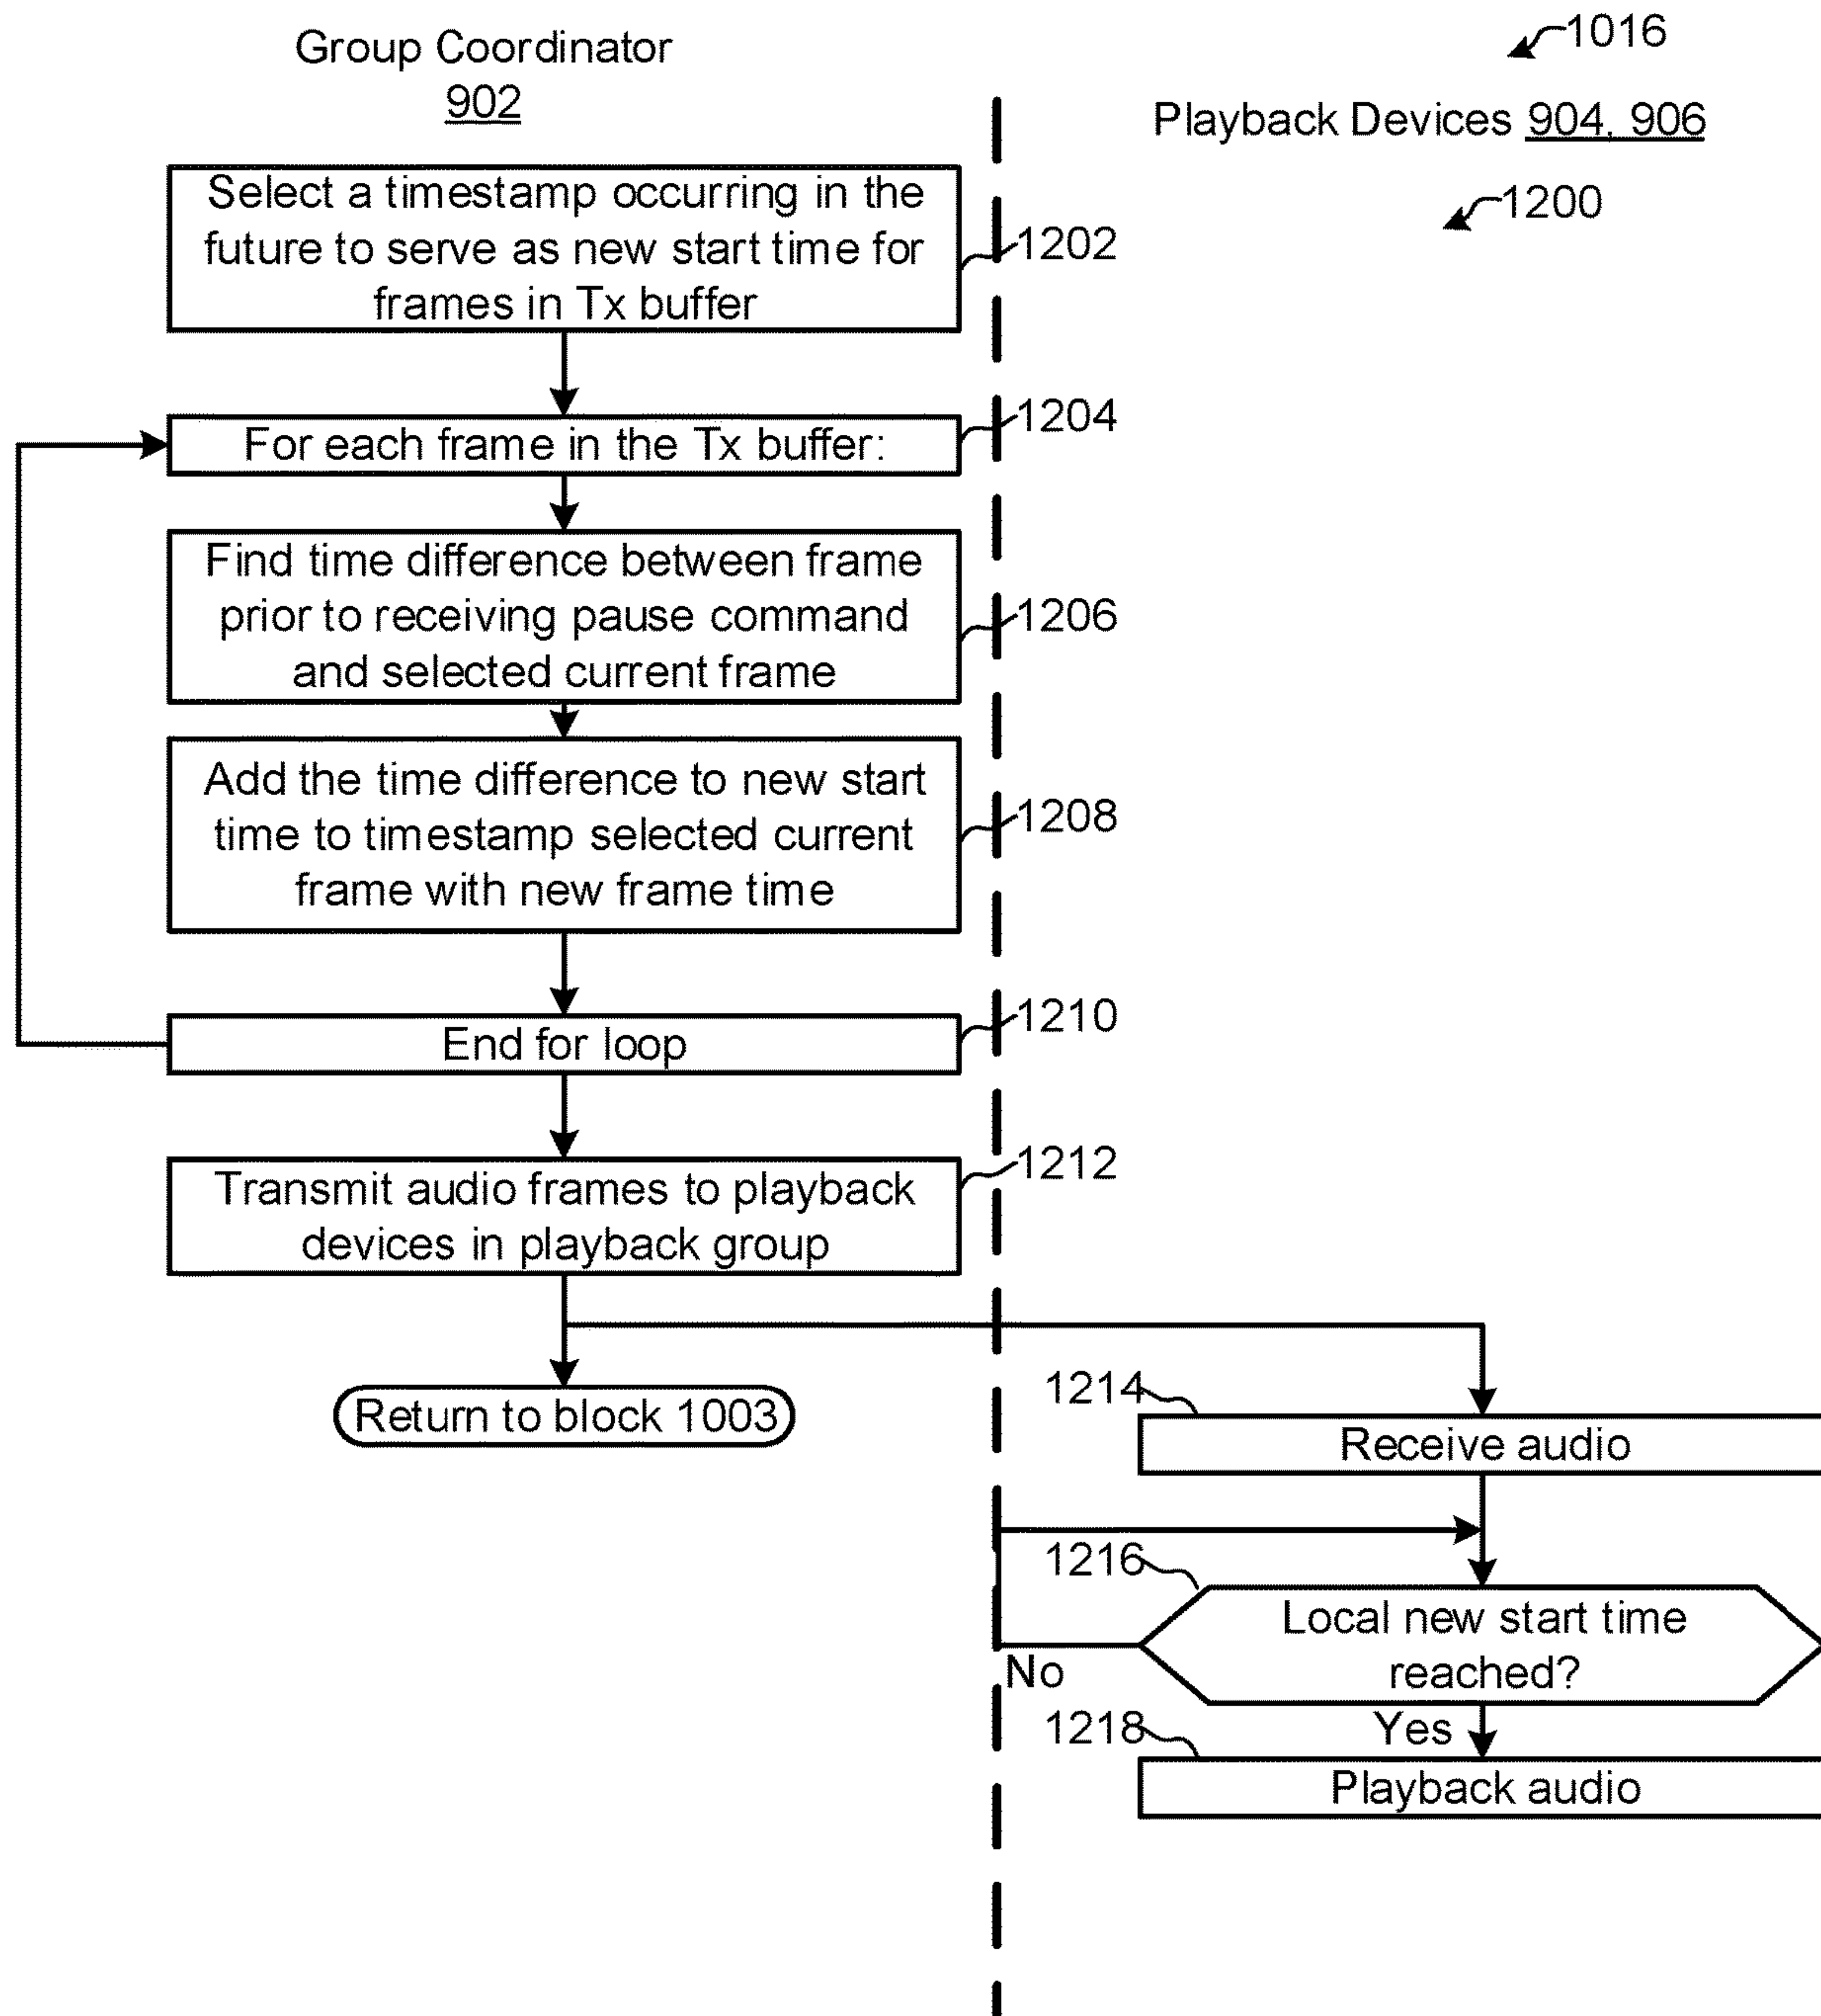 Group Coordinator
902
1016
Playback Devices 904, 906
1200
Select a timestamp occurring in the
future to serve as new start time for
frames in Tx buffer
1202
For each frame in the Tx buffer:
1204
Find time difference between frame
prior to receiving pause command
and selected current frame
1206
Add the time difference to new start
time to timestamp selected current
frame with new frame time
1208
End for loop
1210
Transmit audio frames to playback
devices in playback group
1212
Return to block 1003
1214
Receive audio
1216
Local new start time
reached?
No
Yes
1218
Playback audio